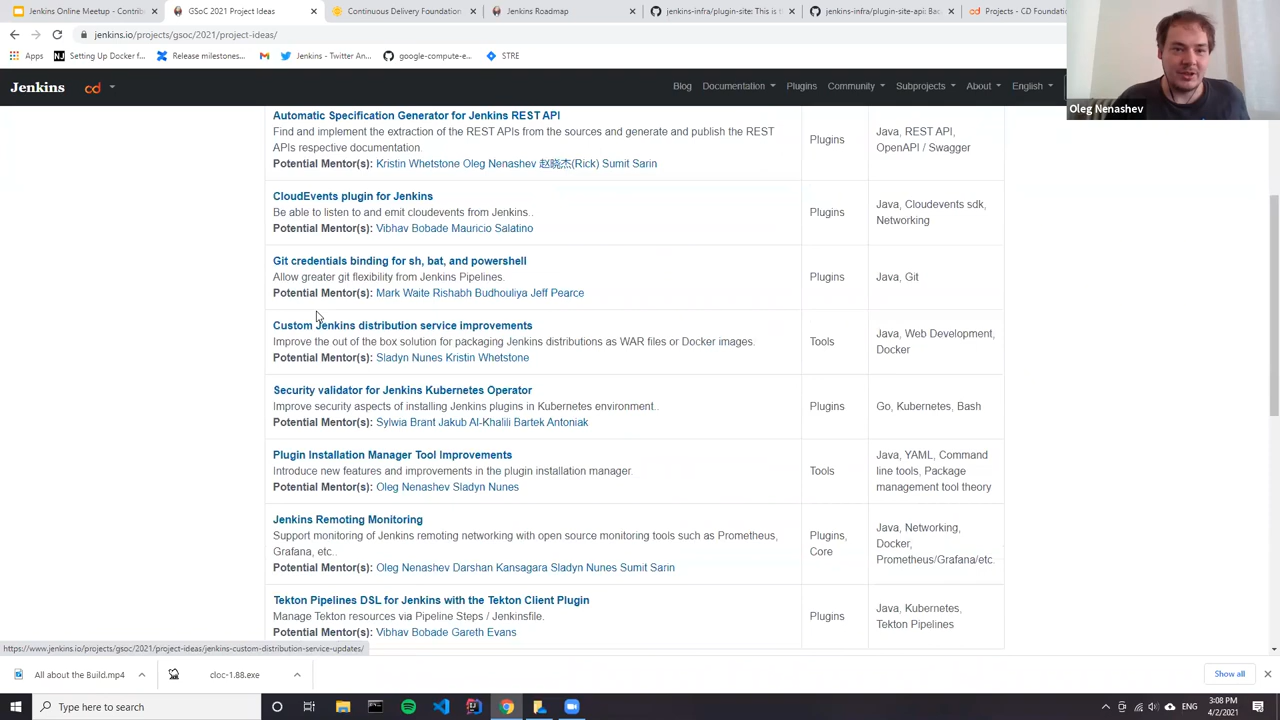 Jenkins Online Meetup - Contrib
GSoC 2021 Project Ideas
Continuous Delivery Foundation
Jenkins Roadmap
jenkins-infra/plugin-site: This is t
jenkins-infra/plugin-site-api: Bac
Projects - CD Foundation
jenkins.io/projects/gsoc/2021/project-ideas/
Apps
Setting Up Docker f...
Release milestones...
Jenkins - Twitter An...
google-compute-e...
STRE
Oleg Nenashev
Jenkins
Blog
Documentation
Plugins
Community
Subprojects
About
English
Automatic Specification Generator for Jenkins REST API
Find and implement the extraction of the REST APIs from the sources and generate and publish the REST
APIs respective documentation.
Potential Mentor(s): Kristin Whetstone Oleg Nenashev 赵晓杰(Rick) Sumit Sarin
Plugins
Java, REST API,
OpenAPI / Swagger
CloudEvents plugin for Jenkins
Be able to listen to and emit cloudevents from Jenkins..
Potential Mentor(s): Vibhav Bobade Mauricio Salatino
Plugins
Java, Cloudevents sdk,
Networking
Git credentials binding for sh, bat, and powershell
Allow greater git flexibility from Jenkins Pipelines.
Potential Mentor(s): Mark Waite Rishabh Budhouliya Jeff Pearce
Plugins
Java, Git
Custom Jenkins distribution service improvements
Improve the out of the box solution for packaging Jenkins distributions as WAR files or Docker images.
Potential Mentor(s): Sladyn Nunes Kristin Whetstone
Tools
Java, Web Development,
Docker
Security validator for Jenkins Kubernetes Operator
Improve security aspects of installing Jenkins plugins in Kubernetes environment..
Potential Mentor(s): Sylwia Brant Jakub Al-Khalili Bartek Antoniak
Plugins
Go, Kubernetes, Bash
Plugin Installation Manager Tool Improvements
Introduce new features and improvements in the plugin installation manager.
Potential Mentor(s): Oleg Nenashev Sladyn Nunes
Tools
Java, YAML, Command
line tools, Package
management tool theory
Jenkins Remoting Monitoring
Support monitoring of Jenkins remoting networking with open source monitoring tools such as Prometheus,
Grafana, etc..
Potential Mentor(s): Oleg Nenashev Darshan Kansagara Sladyn Nunes Sumit Sarin
Plugins,
Core
Java, Networking,
Docker,
Prometheus/Grafana/etc.
Tekton Pipelines DSL for Jenkins with the Tekton Client Plugin
Manage Tekton resources via Pipeline Steps / Jenkinsfile.
Potential Mentor(s): Vibhav Bobade Gareth Evans
Plugins
Java, Kubernetes,
Tekton Pipelines
https://www.jenkins.io/projects/gsoc/2021/project-ideas/jenkins-custom-distribution-service-updates/
All about the Build.mp4
cloc-1.88.exe
Show all
Type here to search
3:08 PM
4/2/2021